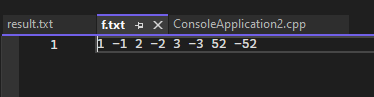 result.txt f.txt ConsoleApplication2.cpp
1 1 -1 2 -2 3 -3 52 -52